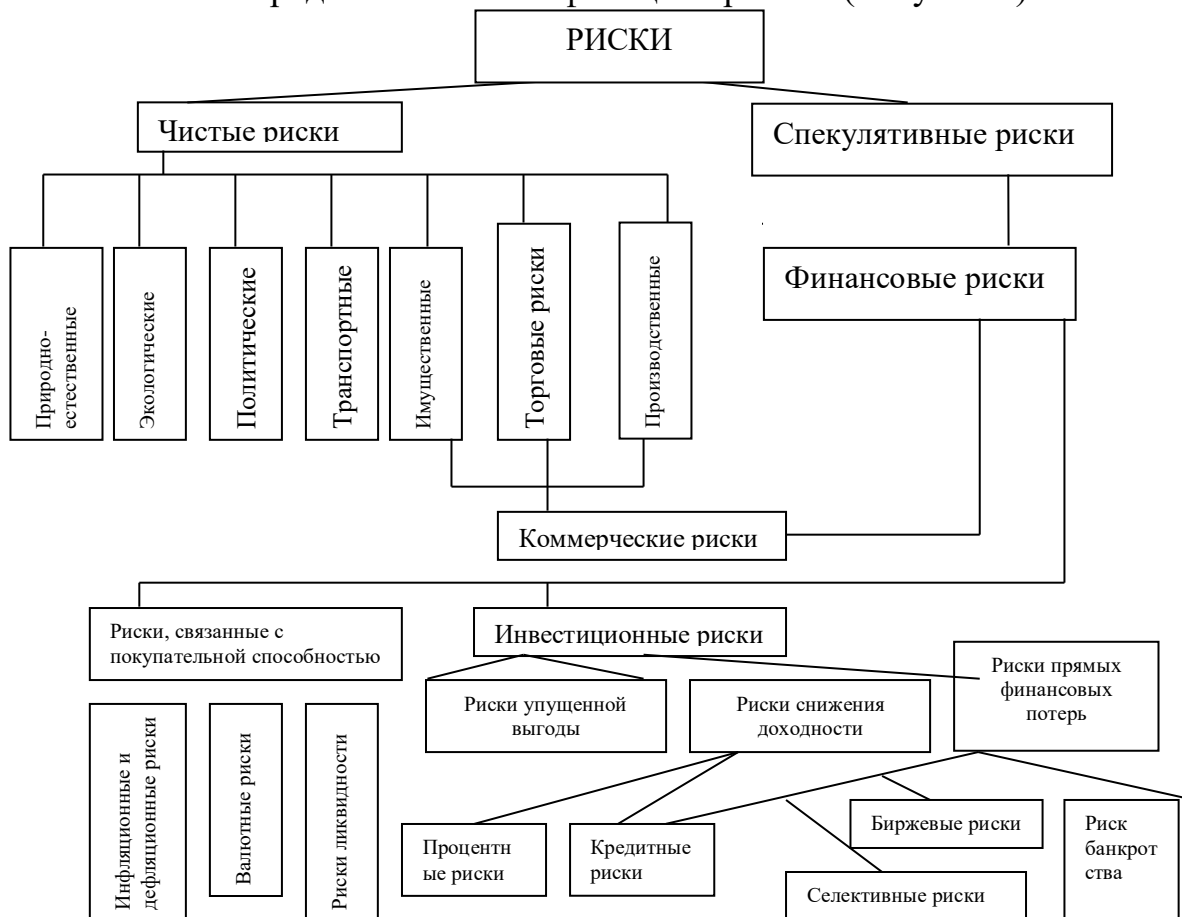 РИСКИ
Чистые риски
Спекулятивные риски
Природно-
естественные
Экологические
Политические
Транспортные
Имущественные
Торговые риски
Производственные
Финансовые риски
Коммерческие риски
Риски, связанные с
покупательной способностью
Инвестиционные риски
Риски прямых
финансовых
потерь
Риски упущенной
выгоды
Риски снижения
доходности
Инфляционные и
дефляционные риски
Валютные риски
Риски ликвидности
Процентн
ые риски
Кредитные
риски
Биржевые риски
Риск
банкрот
ства
Селективные риски